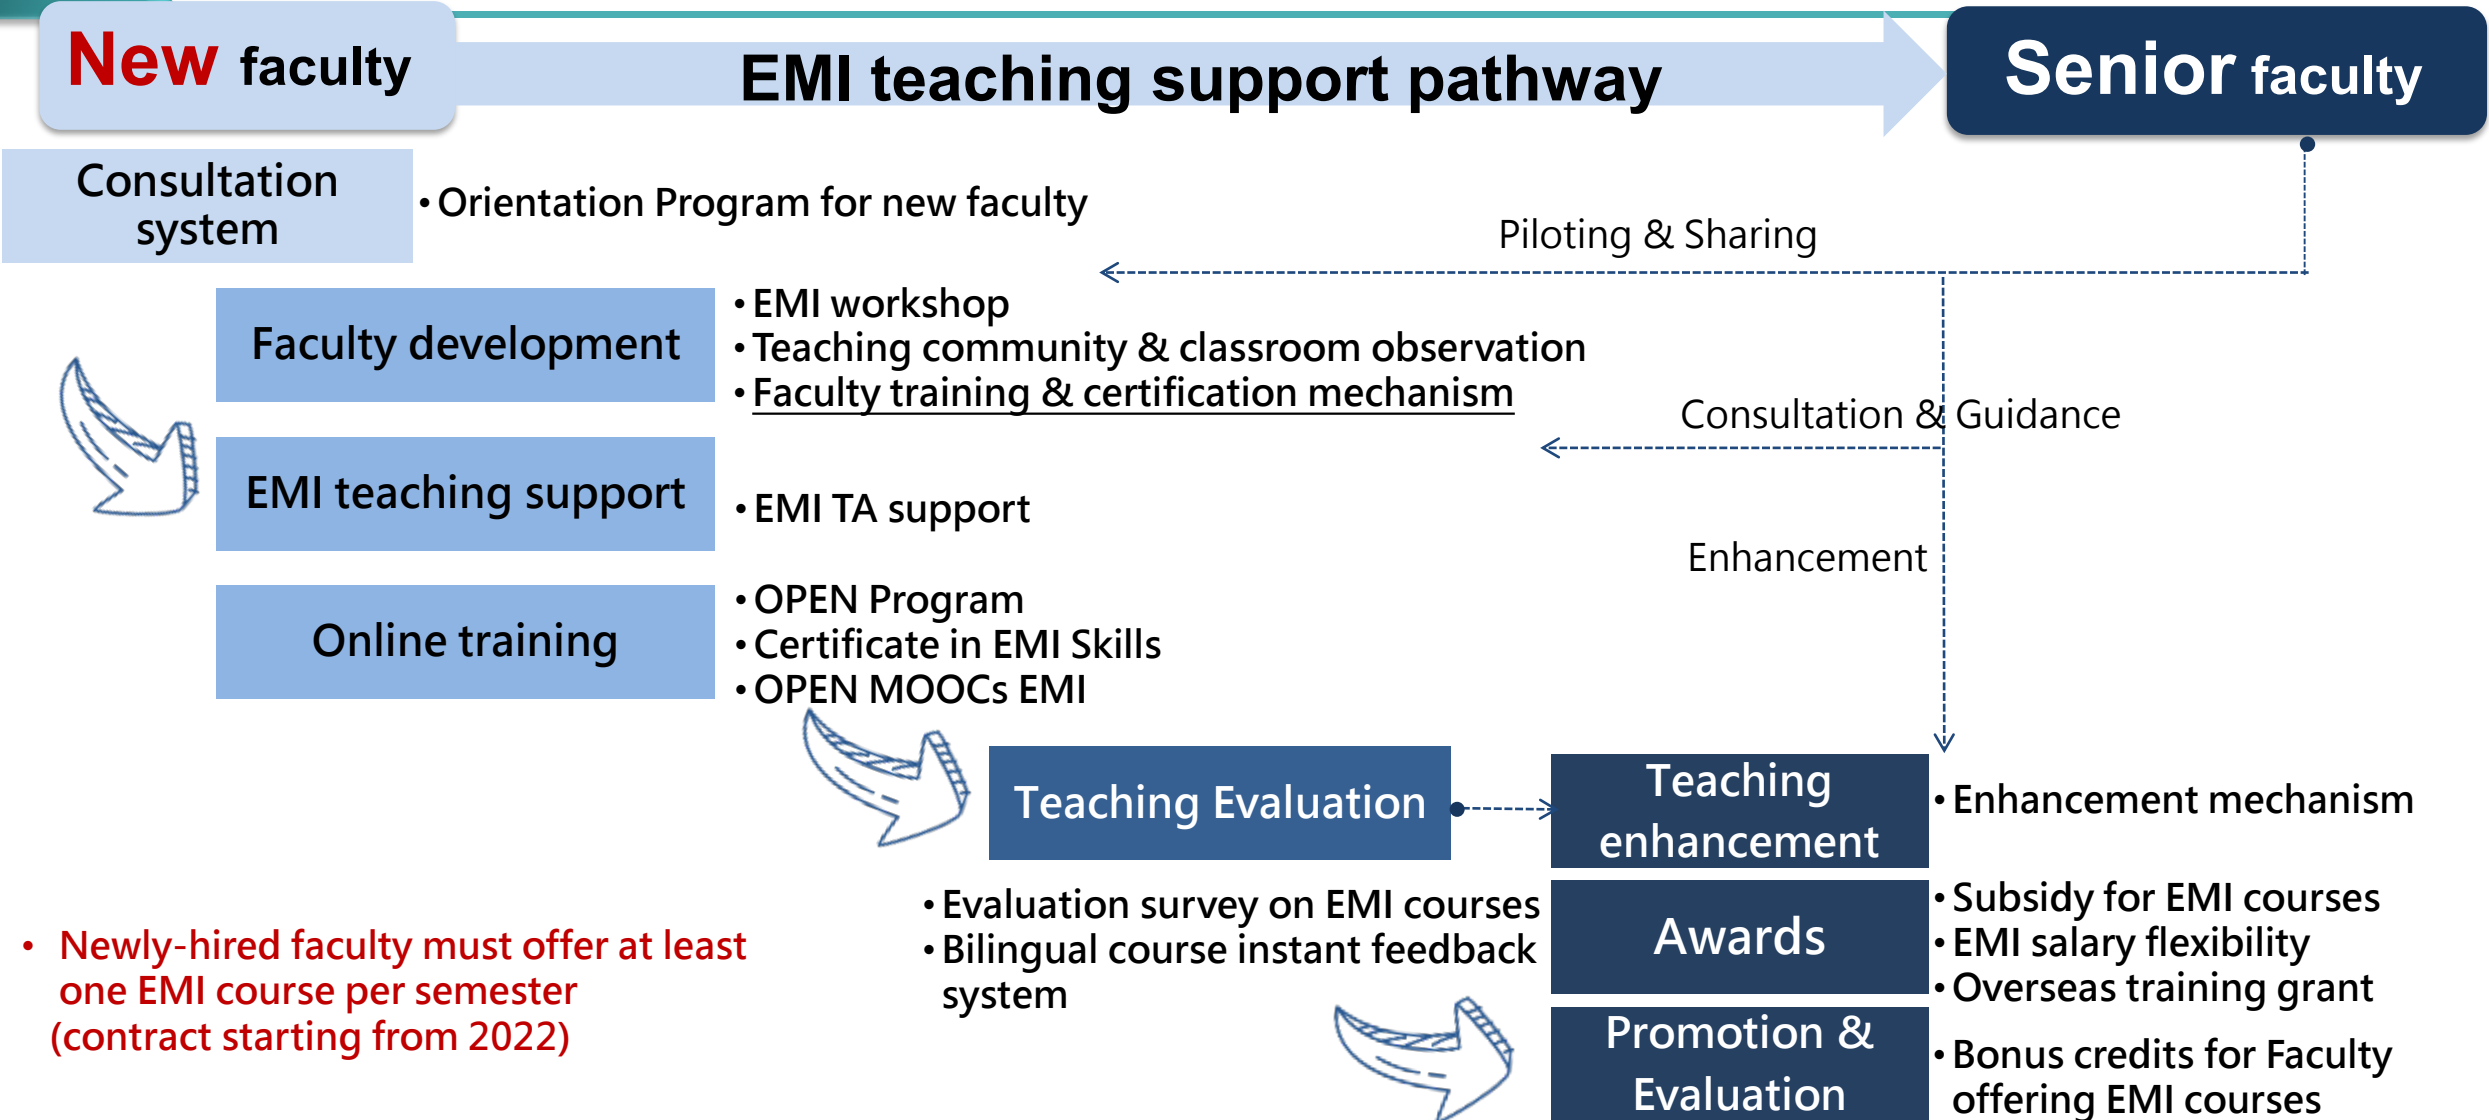 New faculty
EMI teaching support pathway
Senior faculty
Consultation
system
• Orientation Program for new faculty
Piloting & Sharing
Faculty development
• EMI workshop
• Teaching community & classroom observation
• Faculty training & certification mechanism
Consultation & Guidance
EMI teaching support
• EMI TA support
Enhancement
Online training
• OPEN Program
• Certificate in EMI Skills
• OPEN MOOCs EMI
Teaching Evaluation
• Evaluation survey on EMI courses
• Bilingual course instant feedback
system
Teaching
enhancement
• Enhancement mechanism
Awards
• Subsidy for EMI courses
• EMI salary flexibility
• Overseas training grant
Promotion &
Evaluation
• Bonus credits for Faculty
offering EMI courses
• Newly-hired faculty must offer at least
one EMI course per semester
(contract starting from 2022)